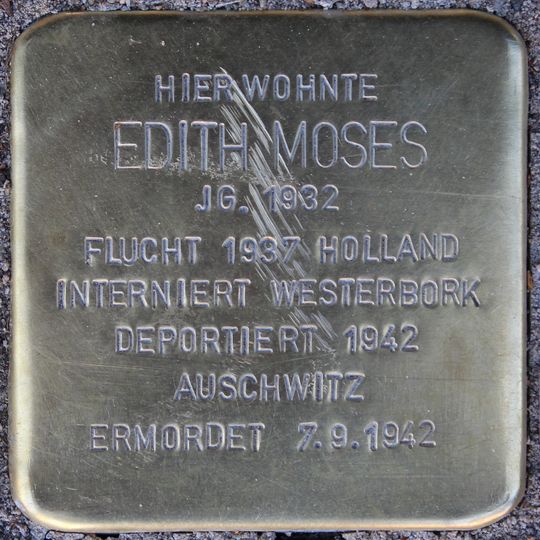 HIER WOHNTE
EDITH MOSES
JG. 1932
FLUCHT 1937 HOLLAND
INTERNIERT WESTERBORK
DEPORTIERT 1942
AUSCHWITZ
ERMORDET 7.9.1942